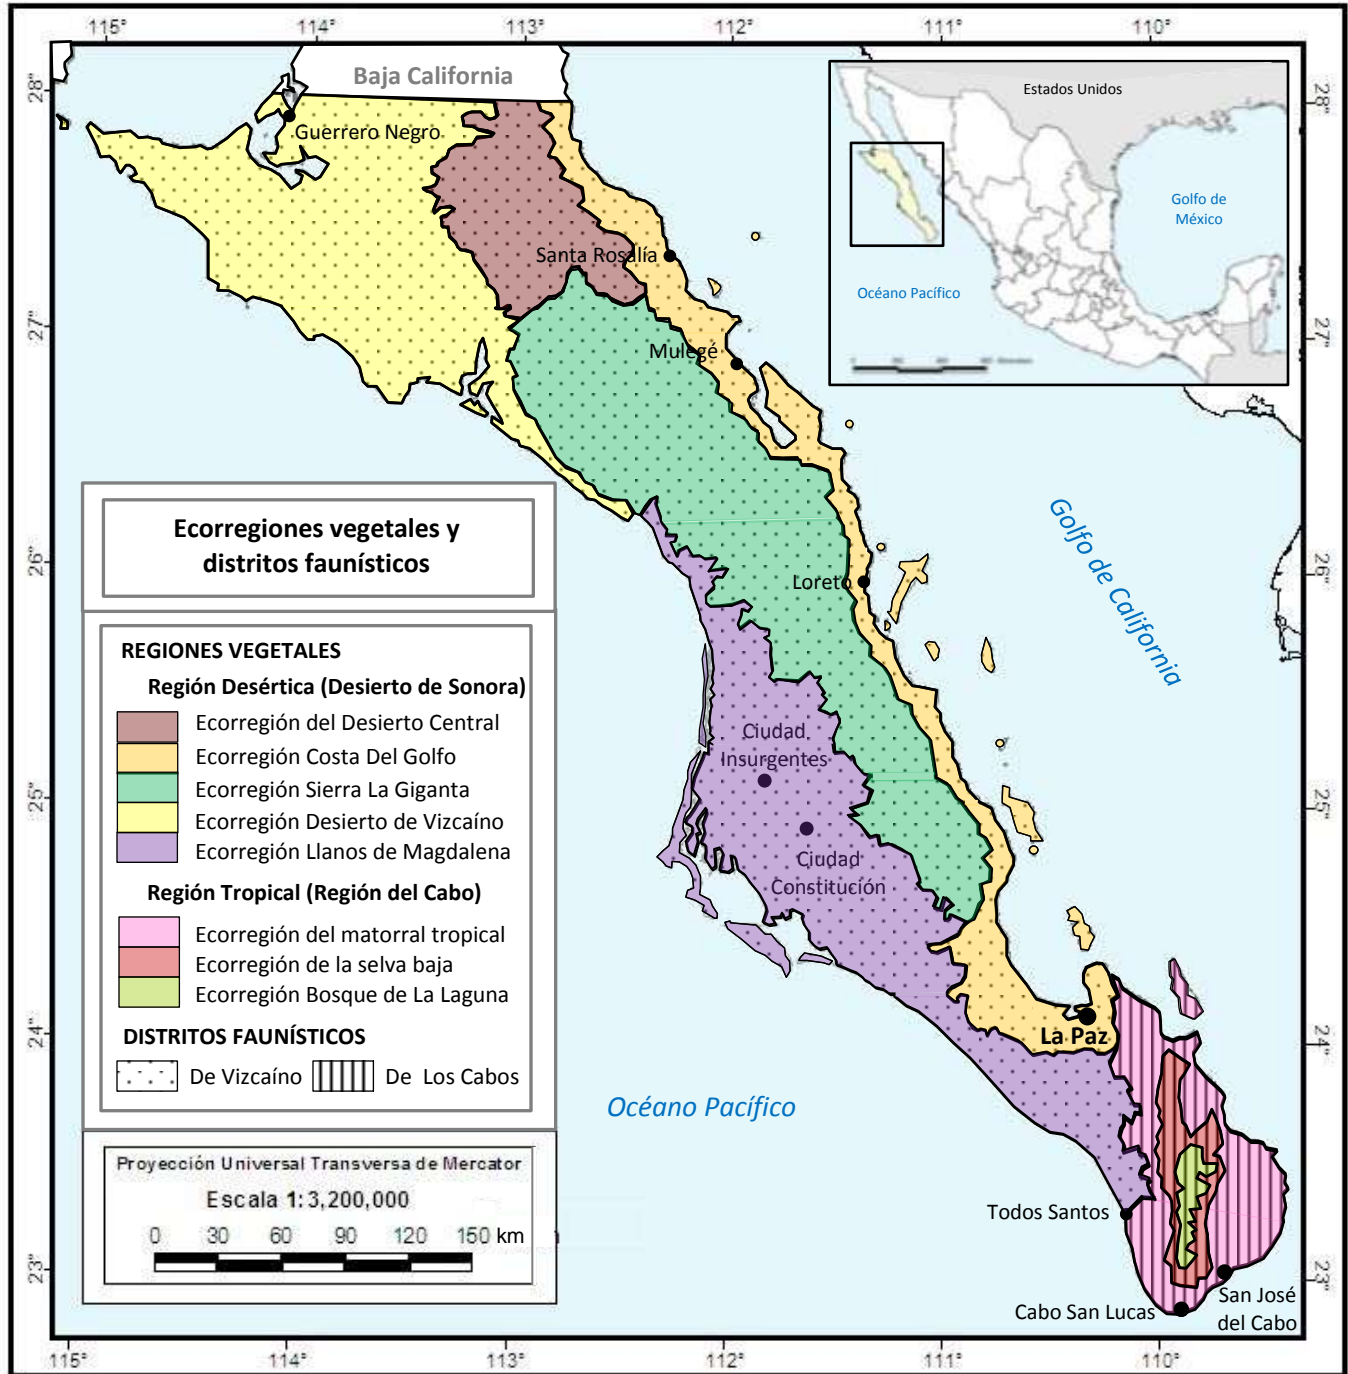 115° 114° 113° 112° 111° 110°
28°
27°
26°
25°
24°
23°
28°
27°
26°
25°
24°
23°
Baja California
Guerrero Negro
Santa Rosalía
Mulegé
Loreto
Ciudad
Insurgentes
Ciudad
Constitución
La Paz
Todos Santos
Cabo San Lucas
San José
del Cabo
Golfo de California
Océano Pacífico
Estados Unidos
Golfo de
México
Océano Pacífico
Ecorregiones vegetales y
distritos faunísticos
REGIONES VEGETALES
Región Desértica (Desierto de Sonora)
Ecorregión del Desierto Central
Ecorregión Costa Del Golfo
Ecorregión Sierra La Giganta
Ecorregión Desierto de Vizcaíno
Ecorregión Llanos de Magdalena
Región Tropical (Región del Cabo)
Ecorregión del matorral tropical
Ecorregión de la selva baja
Ecorregión Bosque de La Laguna
DISTRITOS FAUNÍSTICOS
De Vizcaíno De Los Cabos
Proyección Universal Transversa de Mercator
Escala 1:3,200,000
0 30 60 90 120 150 km
115° 114° 113° 112° 111° 110°